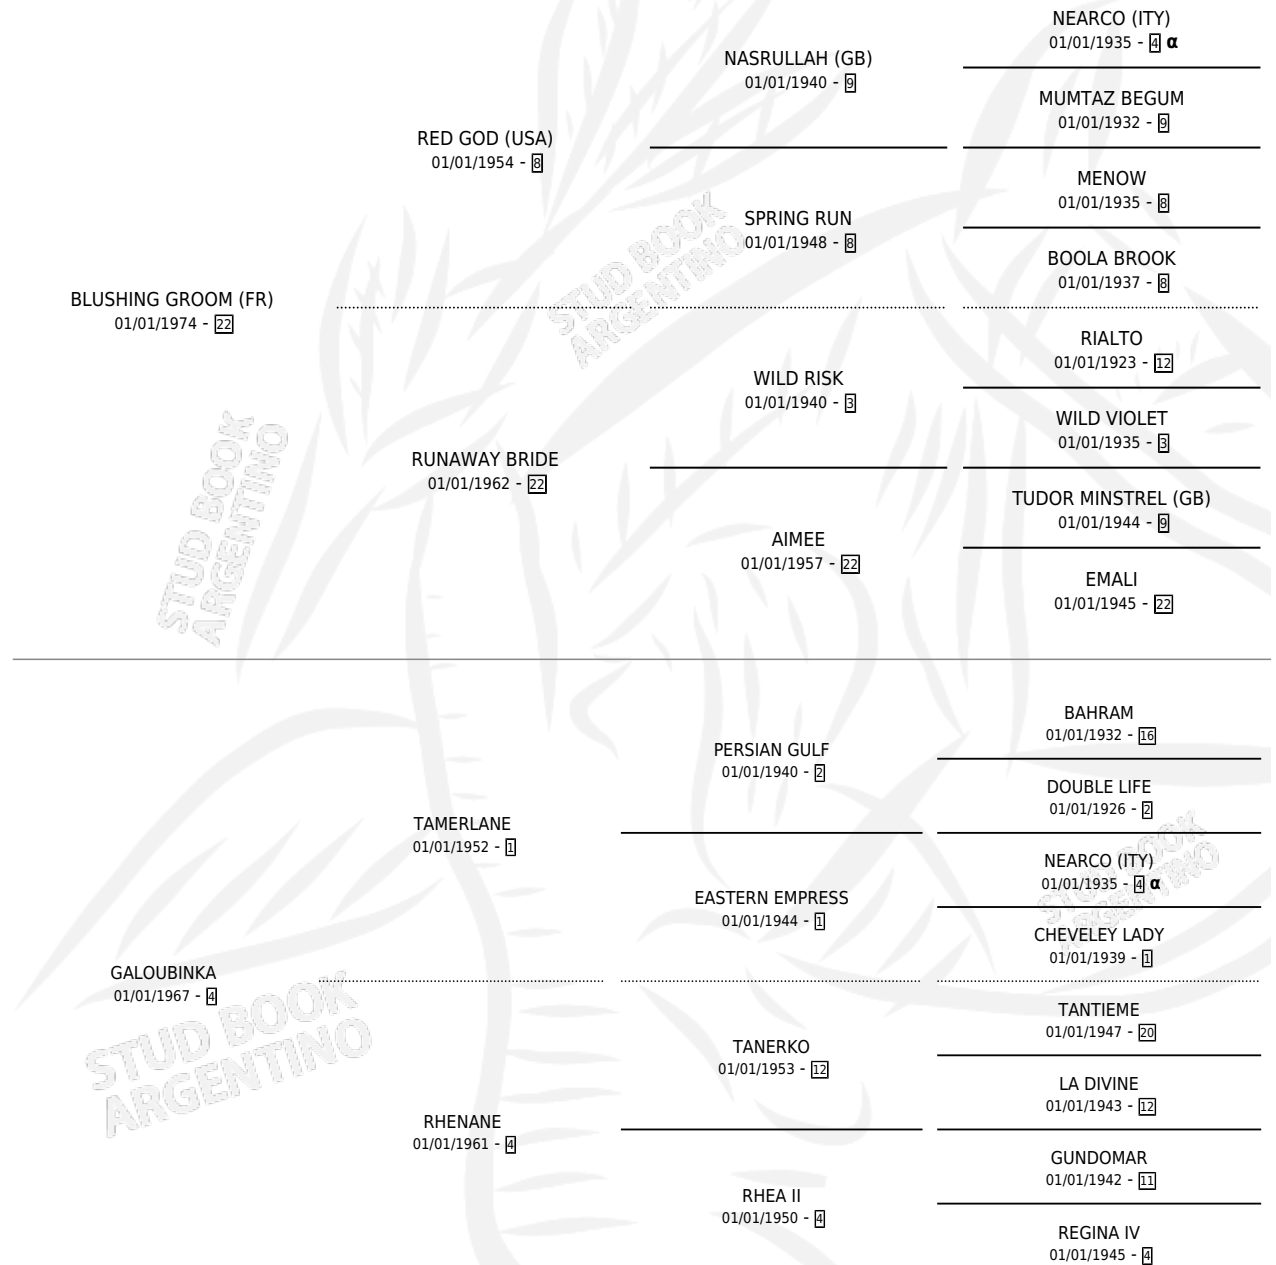 NEARCO (ITY)
01/01/1935 - 4 α
NASRULLAH (GB)
01/01/1940 - 9
MUMTAZ BEGUM
01/01/1932 - 9
RED GOD (USA)
01/01/1954 - 8
MENOW
01/01/1935 - 8
SPRING RUN
01/01/1948 - 8
BOOLA BROOK
01/01/1937 - 8
BLUSHING GROOM (FR)
01/01/1974 - 22
RIALTO
01/01/1923 - 12
WILD RISK
01/01/1940 - 3
WILD VIOLET
01/01/1935 - 3
RUNAWAY BRIDE
01/01/1962 - 22
TUDOR MINSTREL (GB)
01/01/1944 - 9
AIMEE
01/01/1957 - 22
EMALI
01/01/1945 - 22
BAHRAM
01/01/1932 - 16
PERSIAN GULF
01/01/1940 - 2
DOUBLE LIFE
01/01/1926 - 2
TAMERLANE
01/01/1952 - 1
NEARCO (ITY)
01/01/1935 - 4 α
EASTERN EMPRESS
01/01/1944 - 1
CHEVELEY LADY
01/01/1939 - 1
GALOUBINKA
01/01/1967 - 4
TANTIEME
01/01/1947 - 20
TANERKO
01/01/1953 - 12
LA DIVINE
01/01/1943 - 12
RHENANE
01/01/1961 - 4
GUNDOMAR
01/01/1942 - 11
RHEA II
01/01/1950 - 4
REGINA IV
01/01/1945 - 4
STUD BOOK
ARGENTINO
STUD BOOK
ARGENTINO
STUD BOOK
ARGENTINO
STUD BOOK
ARGENTINO